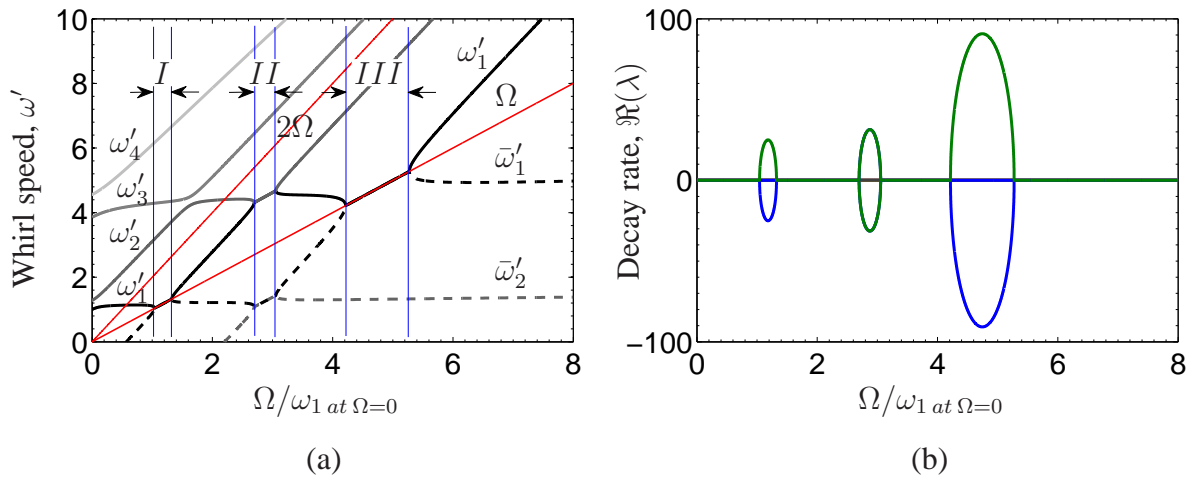 10
8
6
4
2
0
Whirl speed, ω′
I
II
III
ω′₁
Ω
2Ω
ω̄′₁
ω̄′₂
ω′₄
ω′₃
ω′₂
ω′₁
0 2 4 6 8
Ω/ω₁ at Ω=0
(a)
100
0
−100
Decay rate, ℜ(λ)
0 2 4 6 8
Ω/ω₁ at Ω=0
(b)